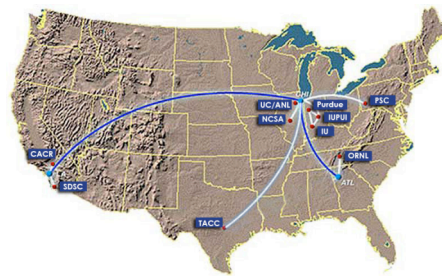 CHI
UC/ANL
Purdue
PSC
NCSA
IUPUI
IU
CACR
ORNL
SDSC
ATL
TACC